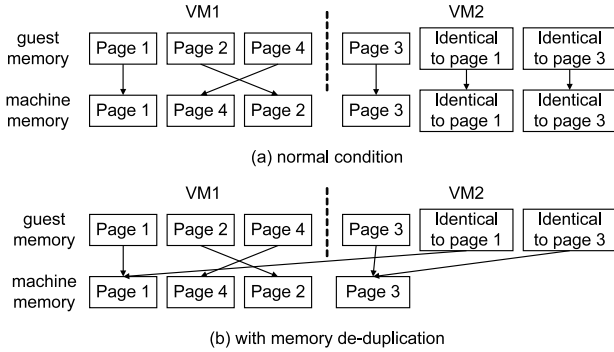 VM1 VM2
guest memory Page 1 Page 2 Page 4 Page 3 Identical to page 1 Identical to page 3
machine memory Page 1 Page 4 Page 2 Page 3 Identical to page 1 Identical to page 3
(a) normal condition
VM1 VM2
guest memory Page 1 Page 2 Page 4 Page 3 Identical to page 1 Identical to page 3
machine memory Page 1 Page 4 Page 2 Page 3
(b) with memory de-duplication